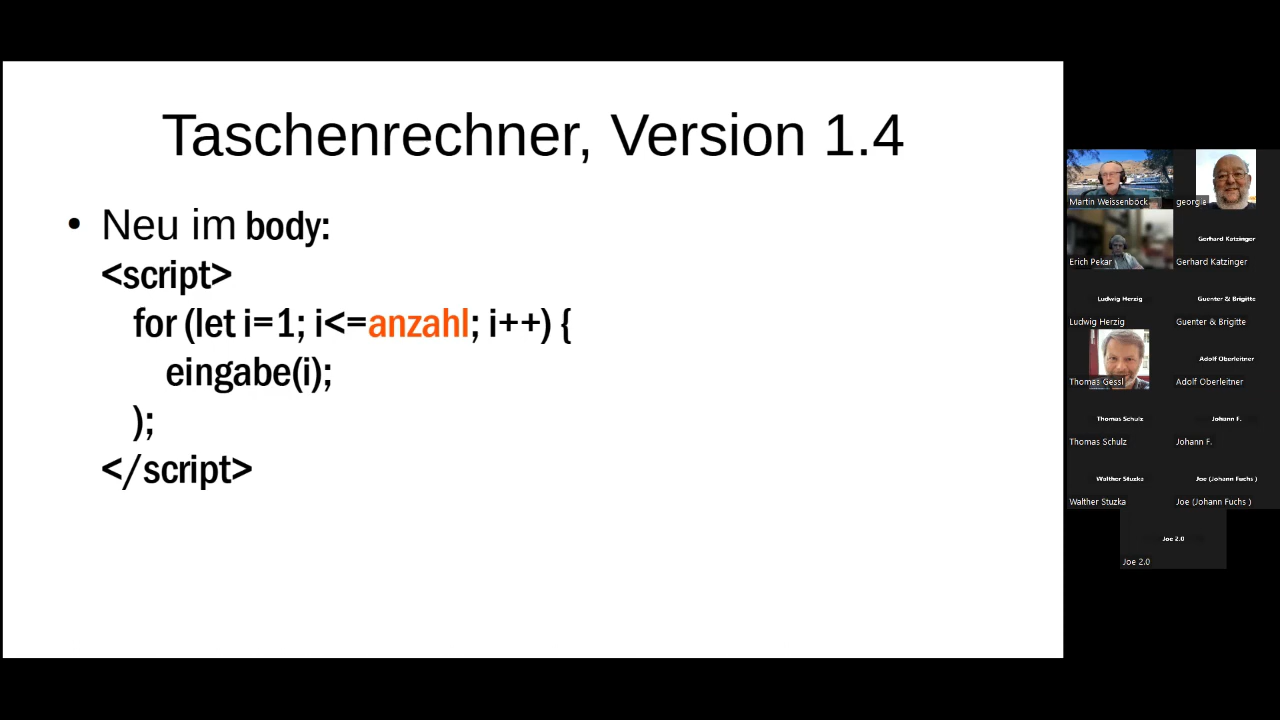 Taschenrechner, Version 1.4
• Neu im body:
<script>
for (let i=1; i<=anzahl; i++) {
eingabe(i);
);
</script>
Martin Weissenböck
georgie
Erich Pekar
Gerhard Katzinger
Gerhard Katzinger
Ludwig Herzig
Ludwig Herzig
Guenter & Brigitte
Guenter & Brigitte
Thomas Gessl
Adolf Oberleitner
Adolf Oberleitner
Thomas Schulz
Thomas Schulz
Johann F.
Johann F.
Walther Stuzka
Walther Stuzka
Joe (Johann Fuchs )
Joe (Johann Fuchs )
Joe 2.0
Joe 2.0